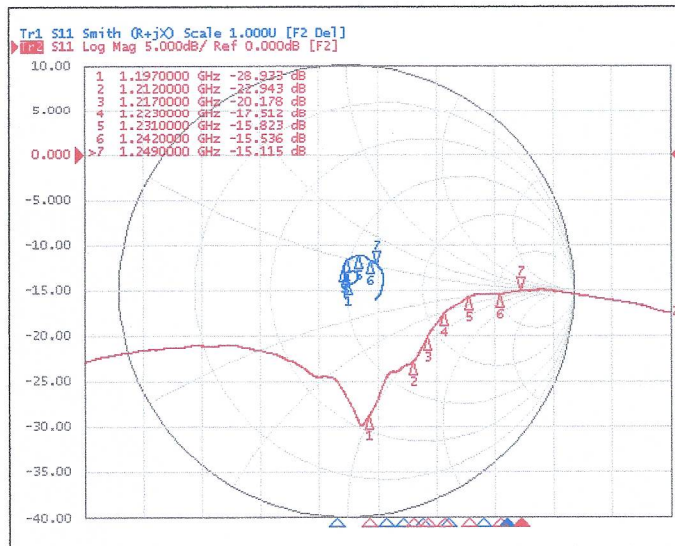 Tr1 S11 Smith (R+jX) Scale 1.000U [F2 Del]
Tr2 S11 Log Mag 5.000dB/ Ref 0.000dB [F2]
10.00
5.000
0.000
-5.000
-10.00
-15.00
-20.00
-25.00
-30.00
-35.00
-40.00
1 1.1970000 GHz -28.933 dB
2 1.2120000 GHz -22.943 dB
3 1.2170000 GHz -20.178 dB
4 1.2230000 GHz -17.512 dB
5 1.2310000 GHz -15.823 dB
6 1.2420000 GHz -15.536 dB
>7 1.2490000 GHz -15.115 dB
7
6
1
7
6
5
4
3
2
1